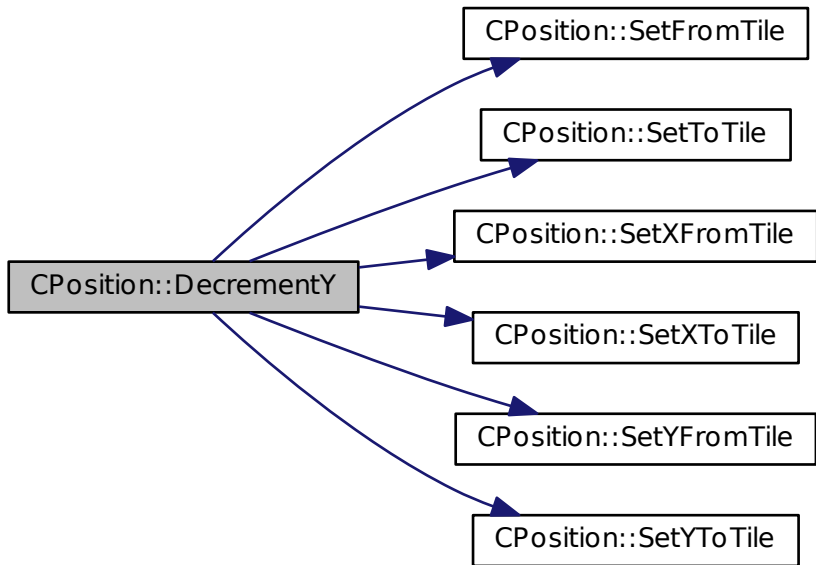 CPosition::SetFromTile
CPosition::SetToTile
CPosition::SetXFromTile
CPosition::DecrementY
CPosition::SetXToTile
CPosition::SetYFromTile
CPosition::SetYToTile